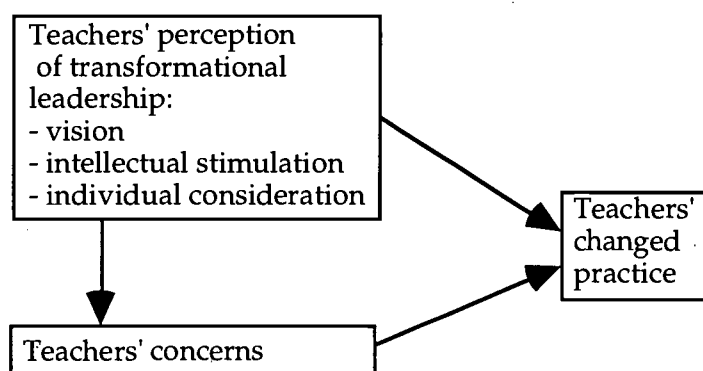 Teachers' perception
of transformational
leadership:
- vision
- intellectual stimulation
- individual consideration
Teachers'
changed
practice
Teachers' concerns